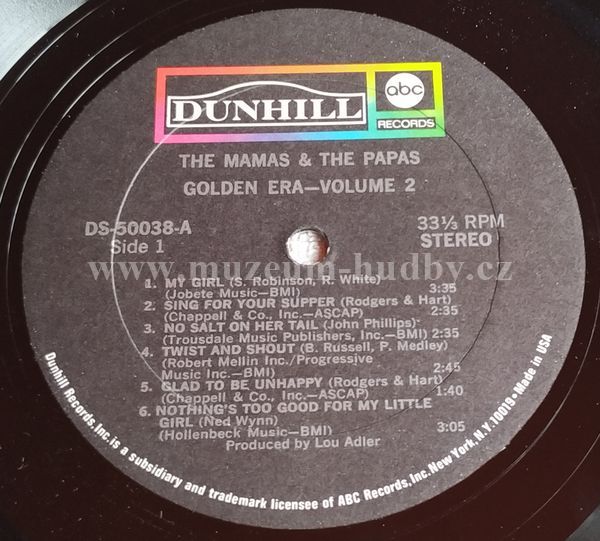 DUNHILL
abc
RECORDS
THE MAMAS & THE PAPAS
GOLDEN ERA—VOLUME 2
DS-50038-A
Side 1
33⅓ RPM
STEREO
www.muzeum-hudby.cz
1. MY GIRL (S. Robinson, R. White)
(Jobete Music—BMI) 3:35
2. SING FOR YOUR SUPPER (Rodgers & Hart)
(Chappell & Co., Inc.—ASCAP) 2:35
3. NO SALT ON HER TAIL (John Phillips)
(Trousdale Music Publishers, Inc.—BMI) 2:35
4. TWIST AND SHOUT (B. Russell, P. Medley)
(Robert Mellin Inc./Progressive
Music Inc.—BMI) 2:45
5. GLAD TO BE UNHAPPY (Rodgers & Hart)
(Chappell & Co., Inc.—ASCAP) 1:40
6. NOTHING'S TOO GOOD FOR MY LITTLE
GIRL (Ned Wynn)
(Hollenbeck Music—BMI) 3:05
Produced by Lou Adler
Dunhill Records, Inc. is a subsidiary and trademark licensee of ABC Records, Inc. New York, N.Y. 10019 • Made in USA